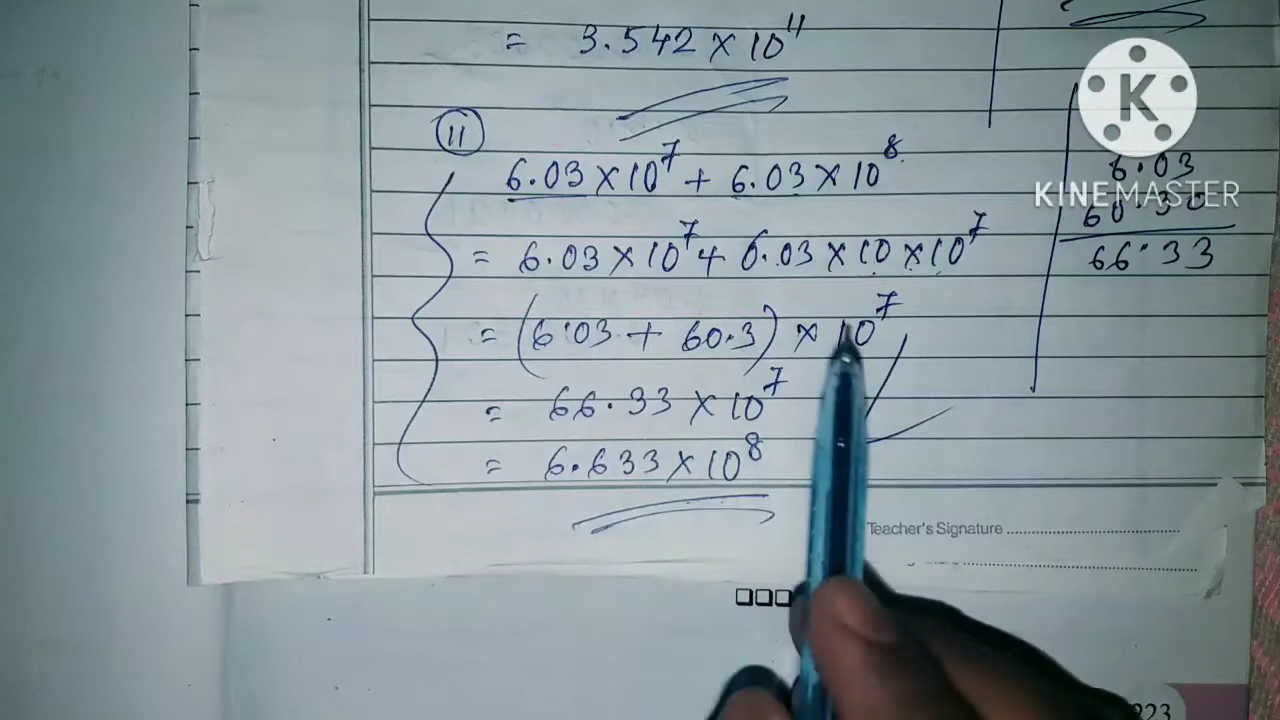 = 3.542 × 10¹¹
(11)
6.03 × 10⁷ + 6.03 × 10⁸
= 6.03 × 10⁷ + 6.03 × 10 × 10⁷
= (6.03 + 60.3) × 10⁷
= 66.33 × 10⁷
= 6.633 × 10⁸
K
KINEMASTER
6.03
60.30
66.33
Teacher's Signature
223